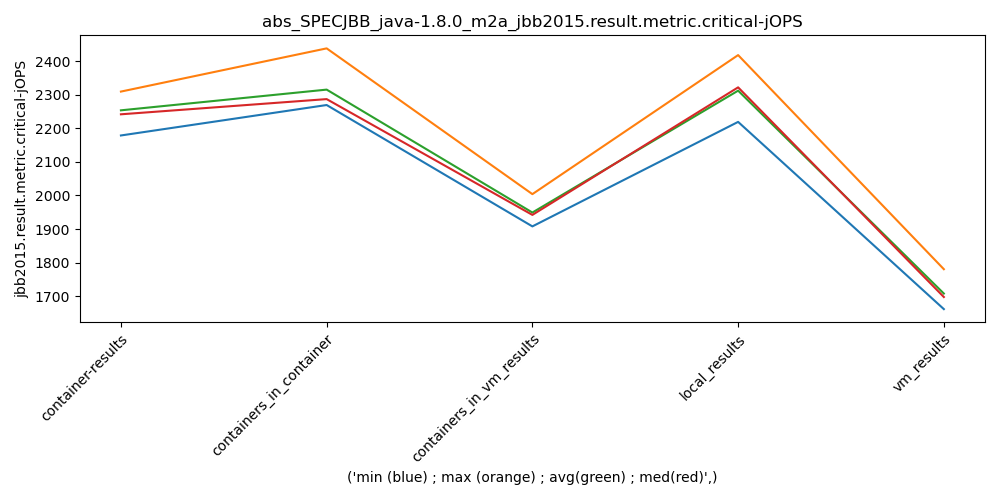 abs_SPECJBB_java-1.8.0_m2a_jbb2015.result.metric.critical-jOPS
jbb2015.result.metric.critical-jOPS
2400
2300
2200
2100
2000
1900
1800
1700
container-results
containers_in_container
containers_in_vm_results
local_results
vm_results
('min (blue) ; max (orange) ; avg(green) ; med(red)',)